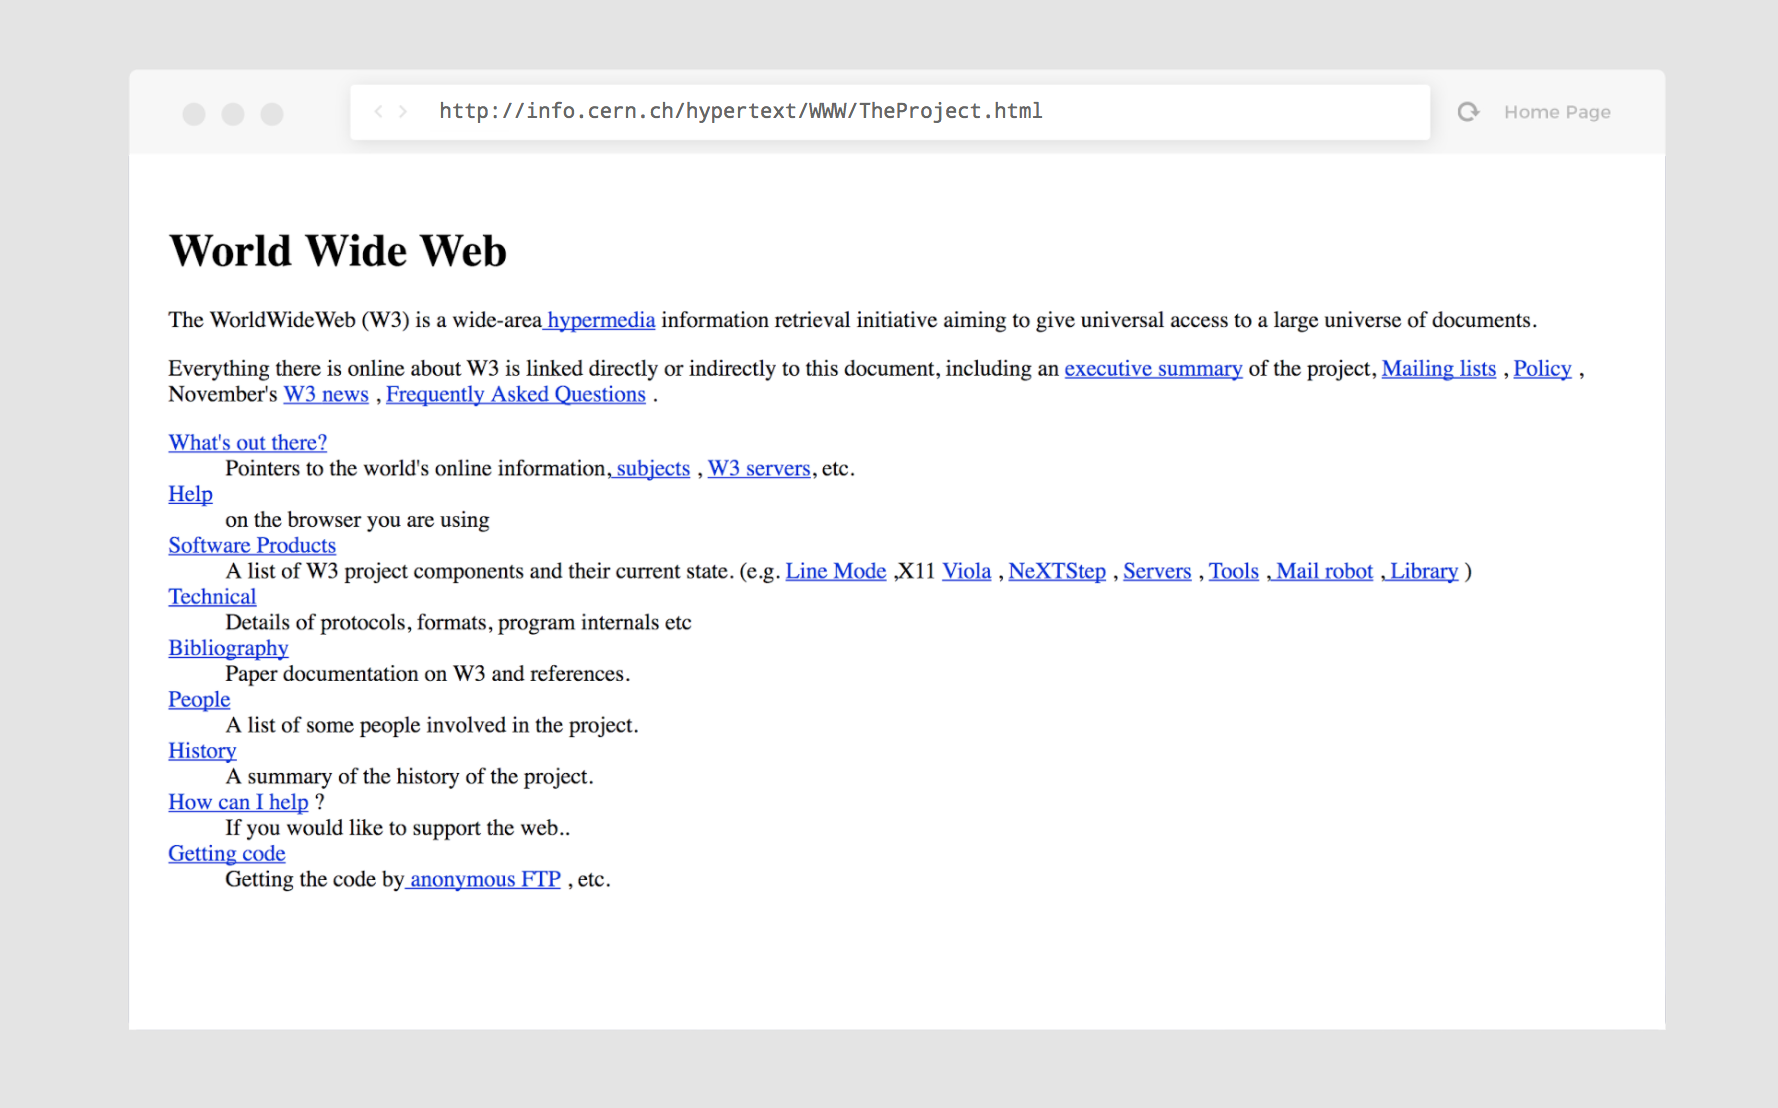 http://info.cern.ch/hypertext/WWW/TheProject.html
Home Page
World Wide Web
The WorldWideWeb (W3) is a wide-area hypermedia information retrieval initiative aiming to give universal access to a large universe of documents.
Everything there is online about W3 is linked directly or indirectly to this document, including an executive summary of the project, Mailing lists , Policy ,
November's W3 news , Frequently Asked Questions .
What's out there?
Pointers to the world's online information, subjects , W3 servers, etc.
Help
on the browser you are using
Software Products
A list of W3 project components and their current state. (e.g. Line Mode ,X11 Viola , NeXTStep , Servers , Tools , Mail robot , Library )
Technical
Details of protocols, formats, program internals etc
Bibliography
Paper documentation on W3 and references.
People
A list of some people involved in the project.
History
A summary of the history of the project.
How can I help ?
If you would like to support the web..
Getting code
Getting the code by anonymous FTP , etc.